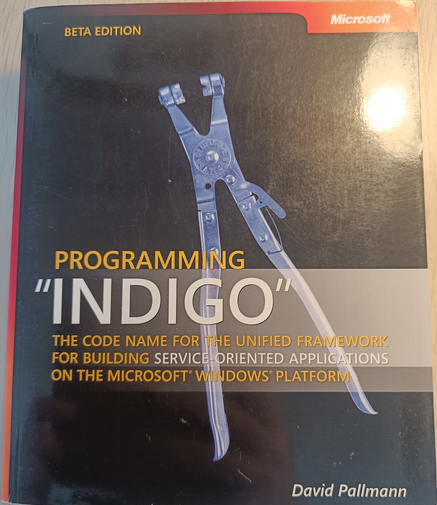 Microsoft
BETA EDITION
PROGRAMMING
"INDIGO"
THE CODE NAME FOR THE UNIFIED FRAMEWORK
FOR BUILDING SERVICE-ORIENTED APPLICATIONS
ON THE MICROSOFT® WINDOWS® PLATFORM
David Pallmann